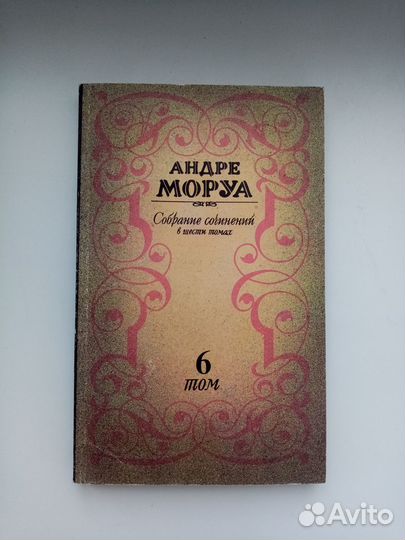 АНДРЕ
МОРУА
Собрание сочинений
в шести томах
6
том
Avito